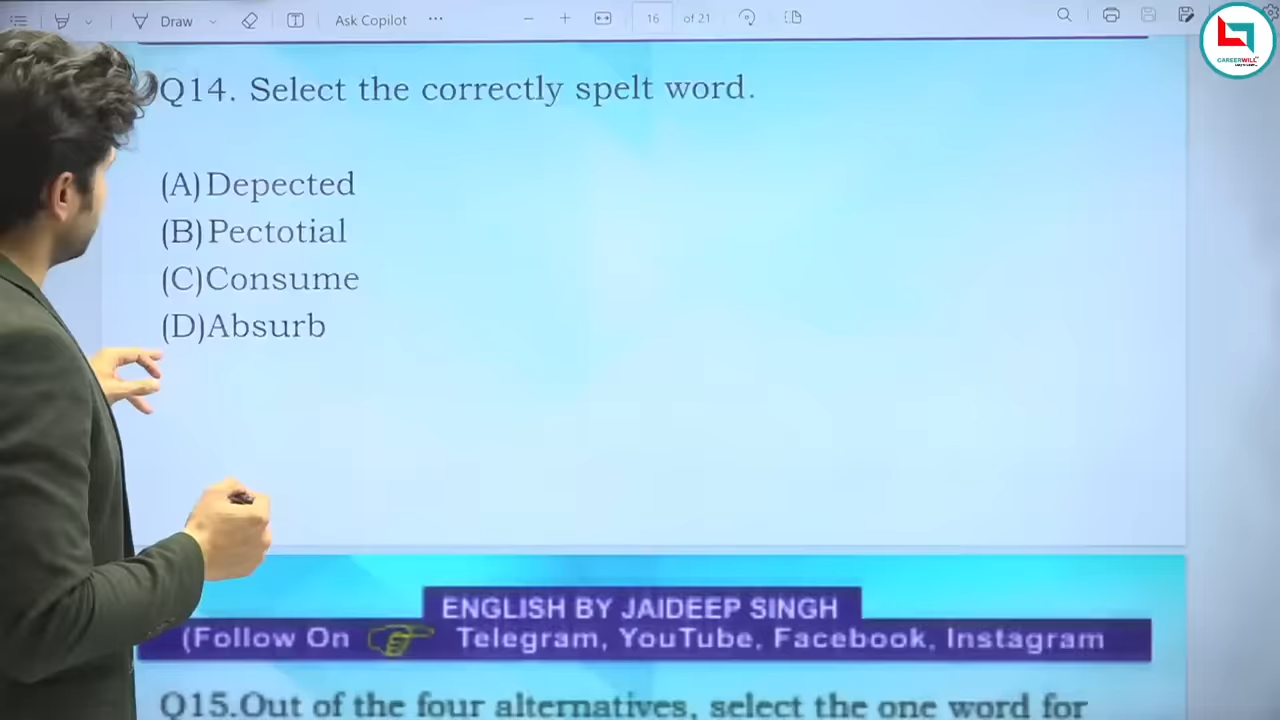 Draw
Ask Copilot
16 of 21
CAREERWILL
Q14. Select the correctly spelt word.
(A) Depected
(B) Pectotial
(C) Consume
(D) Absurb
ENGLISH BY JAIDEEP SINGH
(Follow On Telegram, YouTube, Facebook, Instagram
Q15.Out of the four alternatives, select the one word for